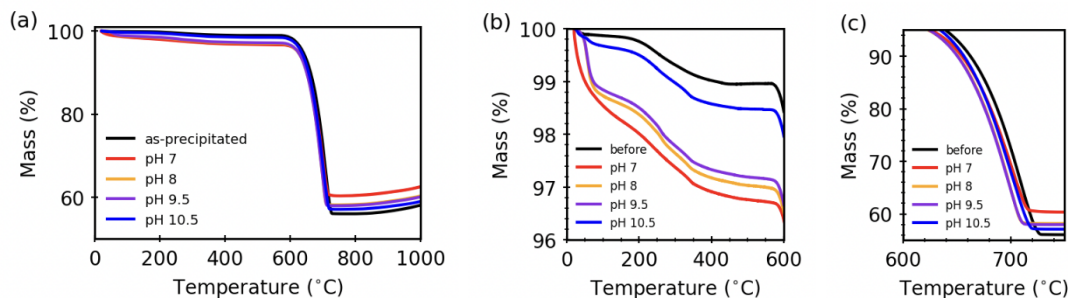 (a)
100
80
60
Mass (%)
as-precipitated
pH 7
pH 8
pH 9.5
pH 10.5
0 200 400 600 800 1000
Temperature (°C)
(b)
100
99
98
97
96
Mass (%)
before
pH 7
pH 8
pH 9.5
pH 10.5
0 200 400 600
Temperature (°C)
(c)
90
80
70
60
Mass (%)
before
pH 7
pH 8
pH 9.5
pH 10.5
600 700
Temperature (°C)